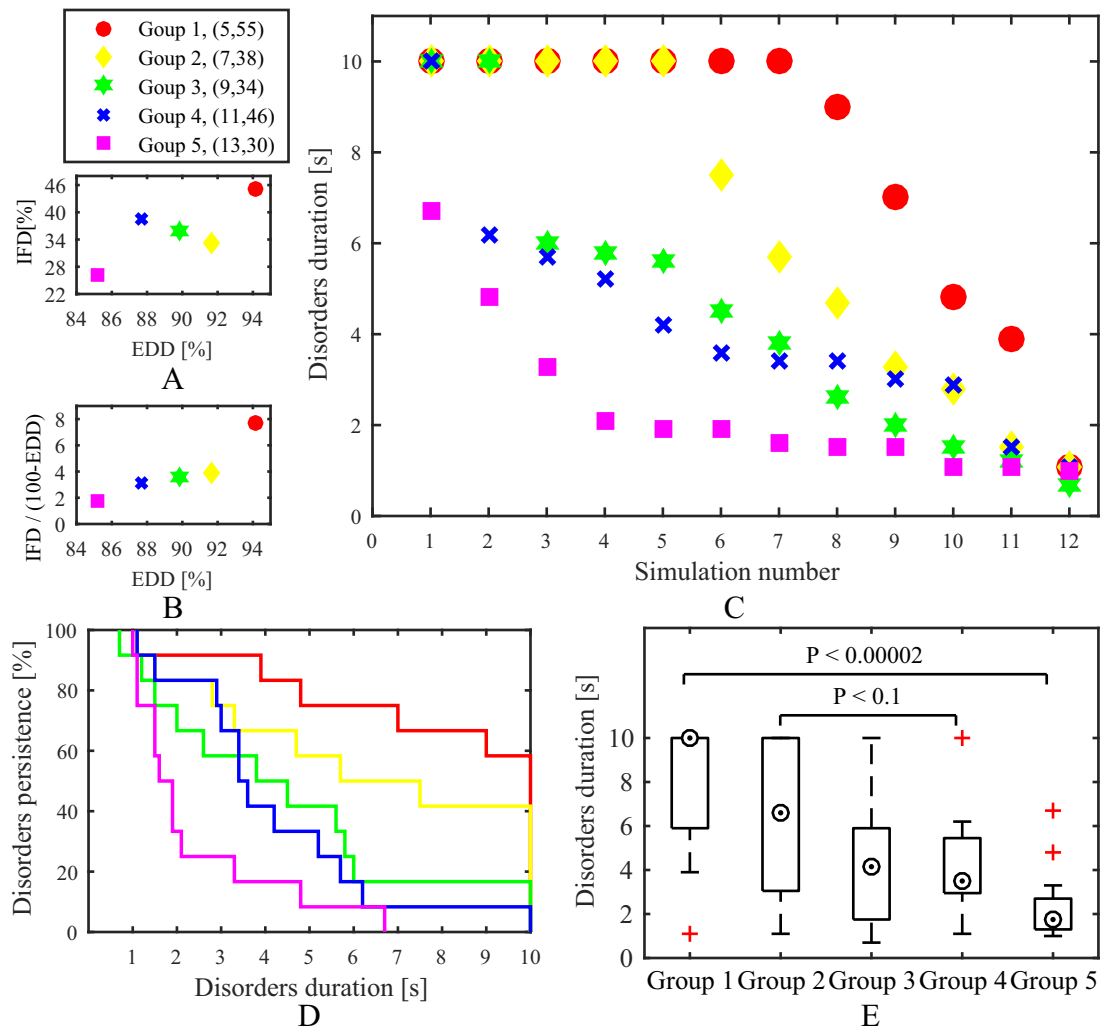 Goup 1, (5,55)
Goup 2, (7,38)
Goup 3, (9,34)
Goup 4, (11,46)
Goup 5, (13,30)
IFD[%]
46
40
34
28
22
84 86 88 90 92 94
EDD [%]
A
IFD / (100-EDD)
8
6
4
2
0
84 86 88 90 92 94
EDD [%]
B
Disorders duration [s]
10
8
6
4
2
0
0 1 2 3 4 5 6 7 8 9 10 11 12
Simulation number
C
Disorders persistence [%]
100
80
60
40
20
0
1 2 3 4 5 6 7 8 9 10
Disorders duration [s]
D
Disorders duration [s]
P < 0.00002
P < 0.1
10
8
6
4
2
0
Group 1 Group 2 Group 3 Group 4 Group 5
E